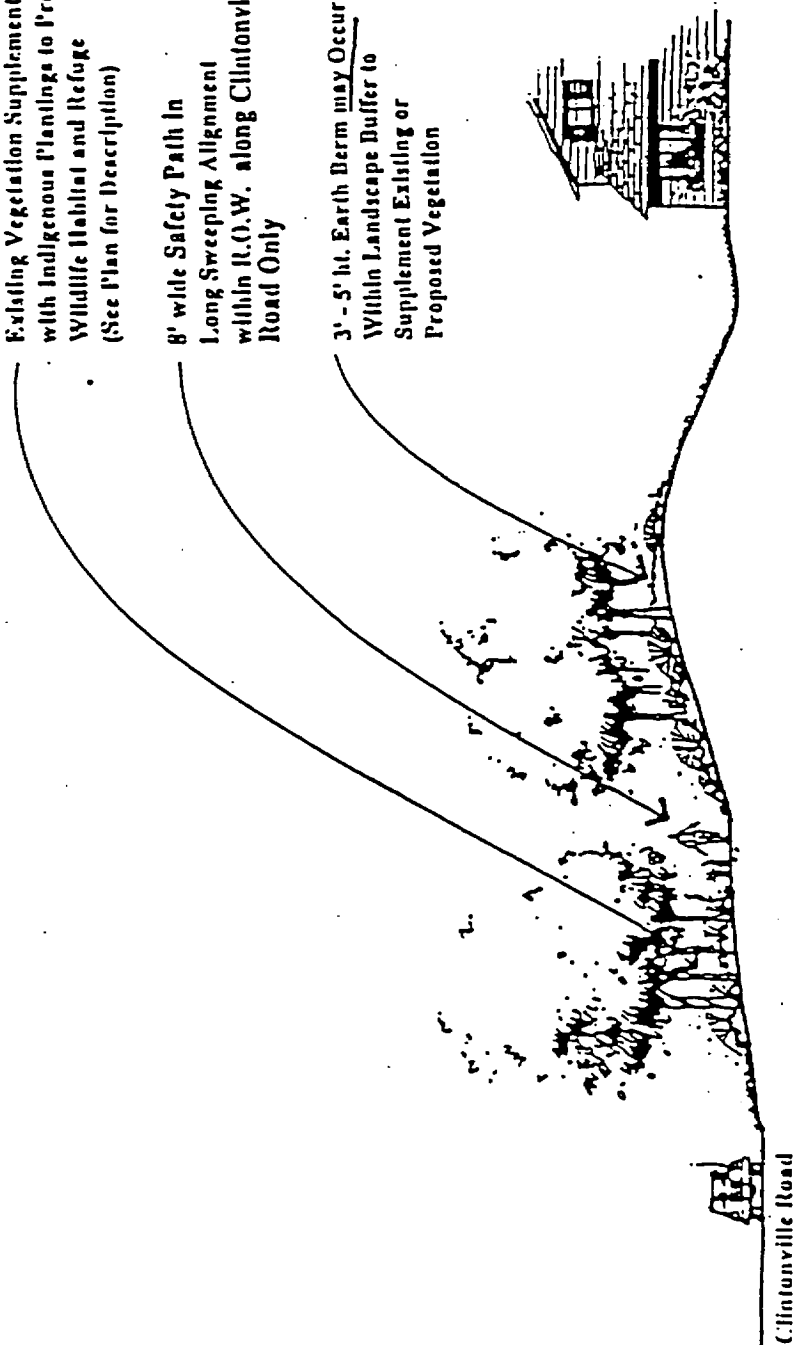 Existing Vegetation Supplement
with Indigenous Plantings to
Wildlife Habitat and Refuge
(See Plan for Description)
8' wide Safety Path in
Long Sweeping Alignment
within R.O.W. along Clintonvl
Road Only
3' - 5' ht. Earth Berm may Occur
Within Landscape Buffer to
Supplement Existing or
Proposed Vegetation
Clintonville Road